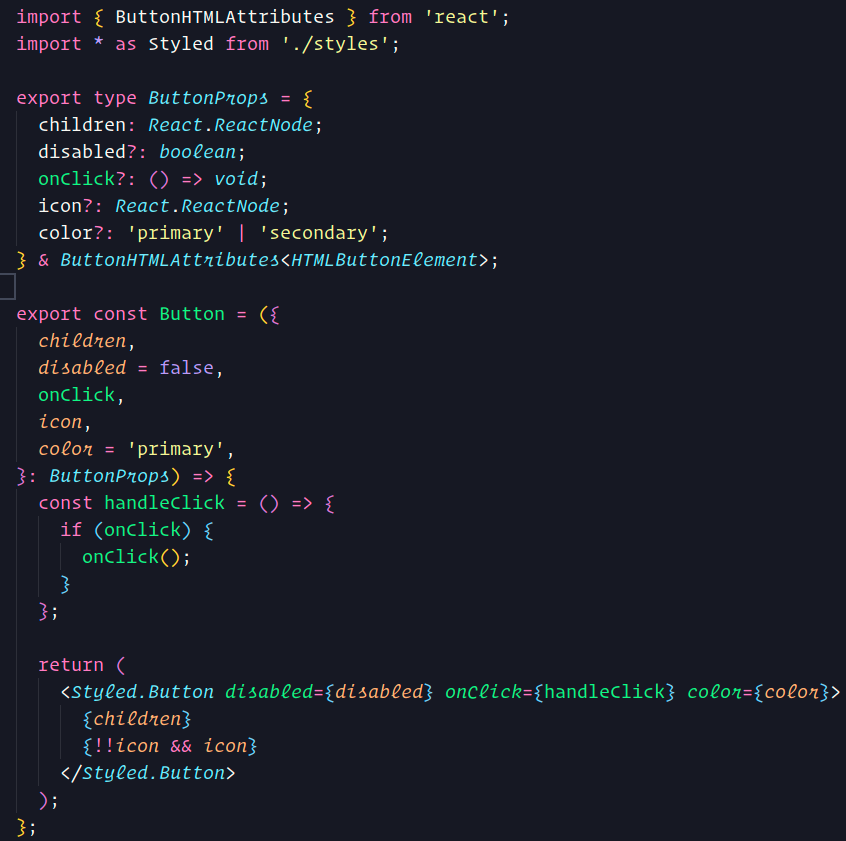 import { ButtonHTMLAttributes } from 'react';
import * as Styled from './styles';

export type ButtonProps = {
  children: React.ReactNode;
  disabled?: boolean;
  onClick?: () => void;
  icon?: React.ReactNode;
  color?: 'primary' | 'secondary';
} & ButtonHTMLAttributes<HTMLButtonElement>;

export const Button = ({
  children,
  disabled = false,
  onClick,
  icon,
  color = 'primary',
}: ButtonProps) => {
  const handleClick = () => {
    if (onClick) {
      onClick();
    }
  };

  return (
    <Styled.Button disabled={disabled} onClick={handleClick} color={color}>
      {children}
      {!!icon && icon}
    </Styled.Button>
  );
};